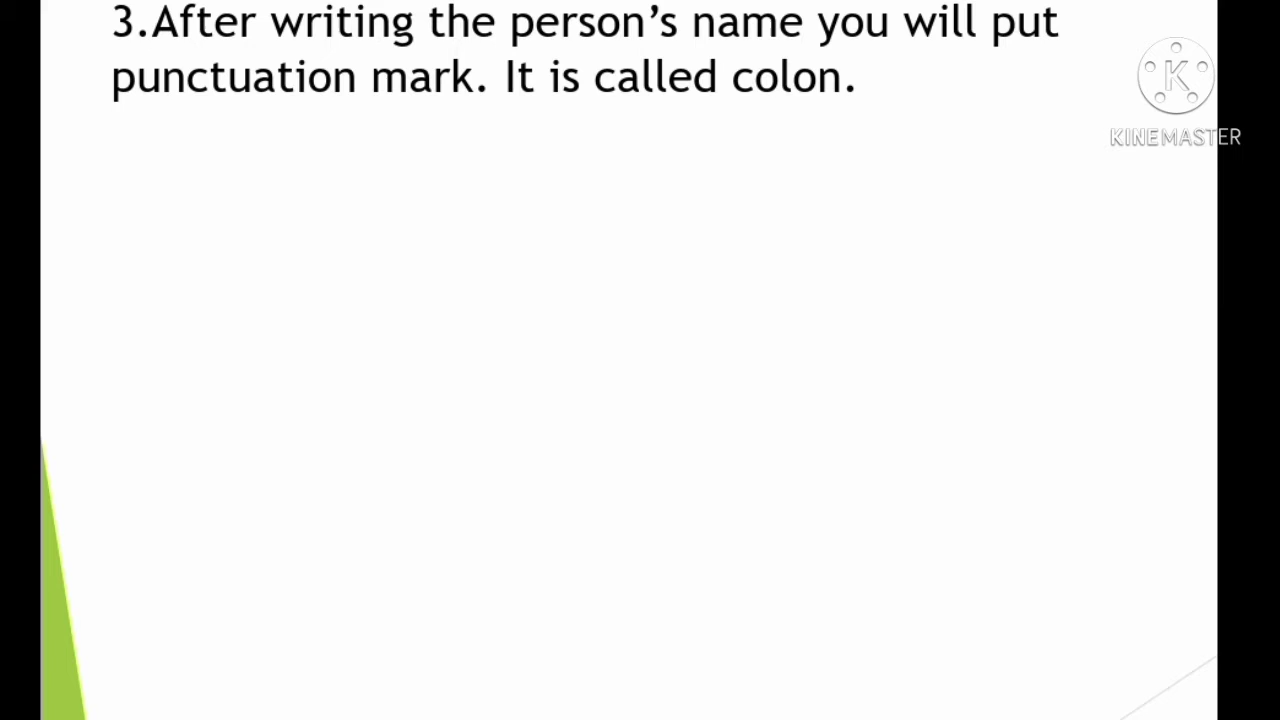 3.After writing the person’s name you will put
punctuation mark. It is called colon.
K
KINEMASTER